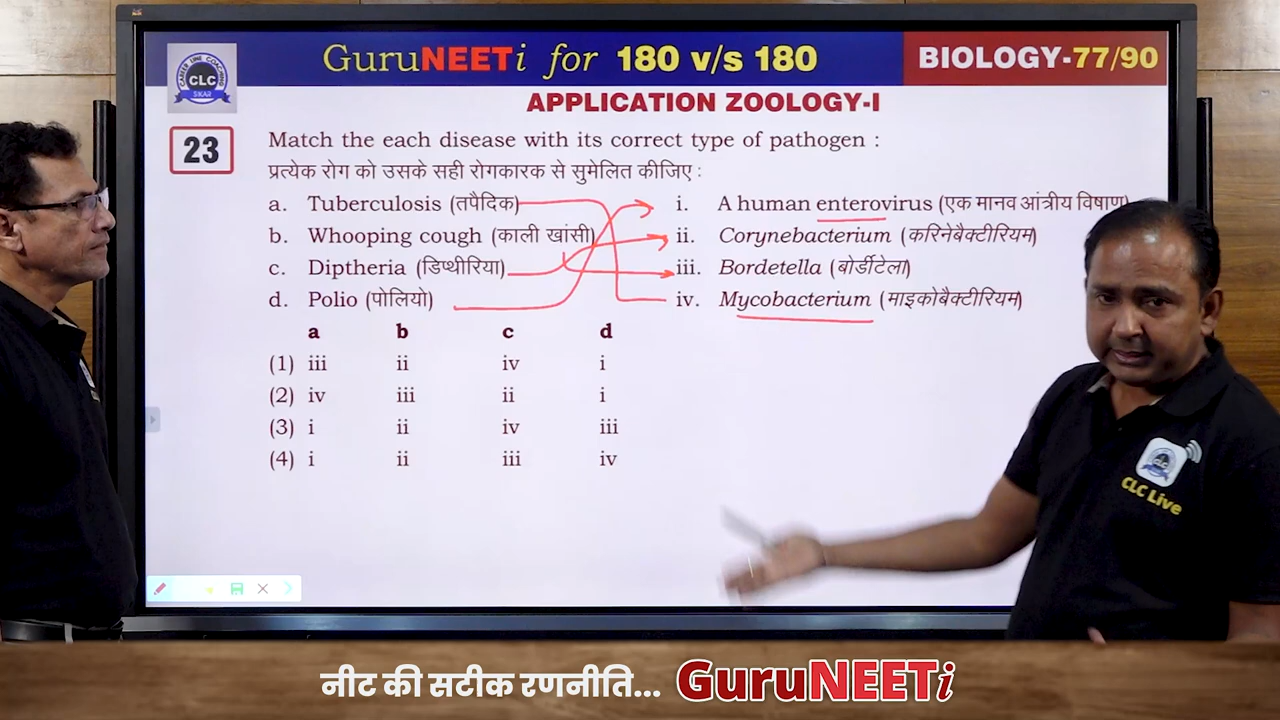 GuruNEETi for 180 v/s 180
BIOLOGY-77/90
CLC
SIKAR
APPLICATION ZOOLOGY-I
23
Match the each disease with its correct type of pathogen :
प्रत्येक रोग को उसके सही रोगकारक से सुमेलित कीजिए :
a. Tuberculosis (तपैदिक) i. A human enterovirus (एक मानव आंत्रीय विषाणु)
b. Whooping cough (काली खांसी) ii. Corynebacterium (करिनेबैक्टीरियम)
c. Diptheria (डिप्थीरिया) iii. Bordetella (बोर्डीटेला)
d. Polio (पोलियो) iv. Mycobacterium (माइकोबैक्टीरियम)
a b c d
(1) iii ii iv i
(2) iv iii ii i
(3) i ii iv iii
(4) i ii iii iv
CLC Live
नीट की सटीक रणनीति... GuruNEETi